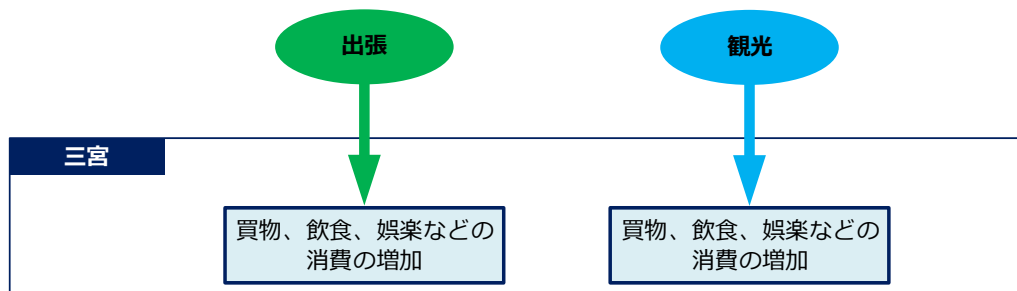 出張
観光
三宮
買物、飲食、娯楽などの
消費の増加
買物、飲食、娯楽などの
消費の増加